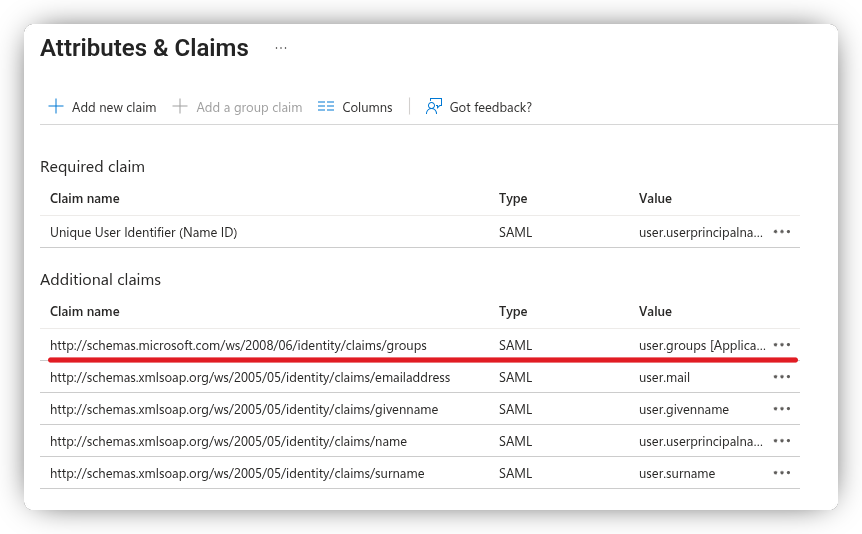 Attributes & Claims ...
Add new claim Add a group claim Columns Got feedback?
Required claim
Claim name Type Value
Unique User Identifier (Name ID) SAML user.userprincipalna... •••
Additional claims
Claim name Type Value
http://schemas.microsoft.com/ws/2008/06/identity/claims/groups SAML user.groups [Applica... •••
http://schemas.xmlsoap.org/ws/2005/05/identity/claims/emailaddress SAML user.mail •••
http://schemas.xmlsoap.org/ws/2005/05/identity/claims/givenname SAML user.givenname •••
http://schemas.xmlsoap.org/ws/2005/05/identity/claims/name SAML user.userprincipalna... •••
http://schemas.xmlsoap.org/ws/2005/05/identity/claims/surname SAML user.surname •••